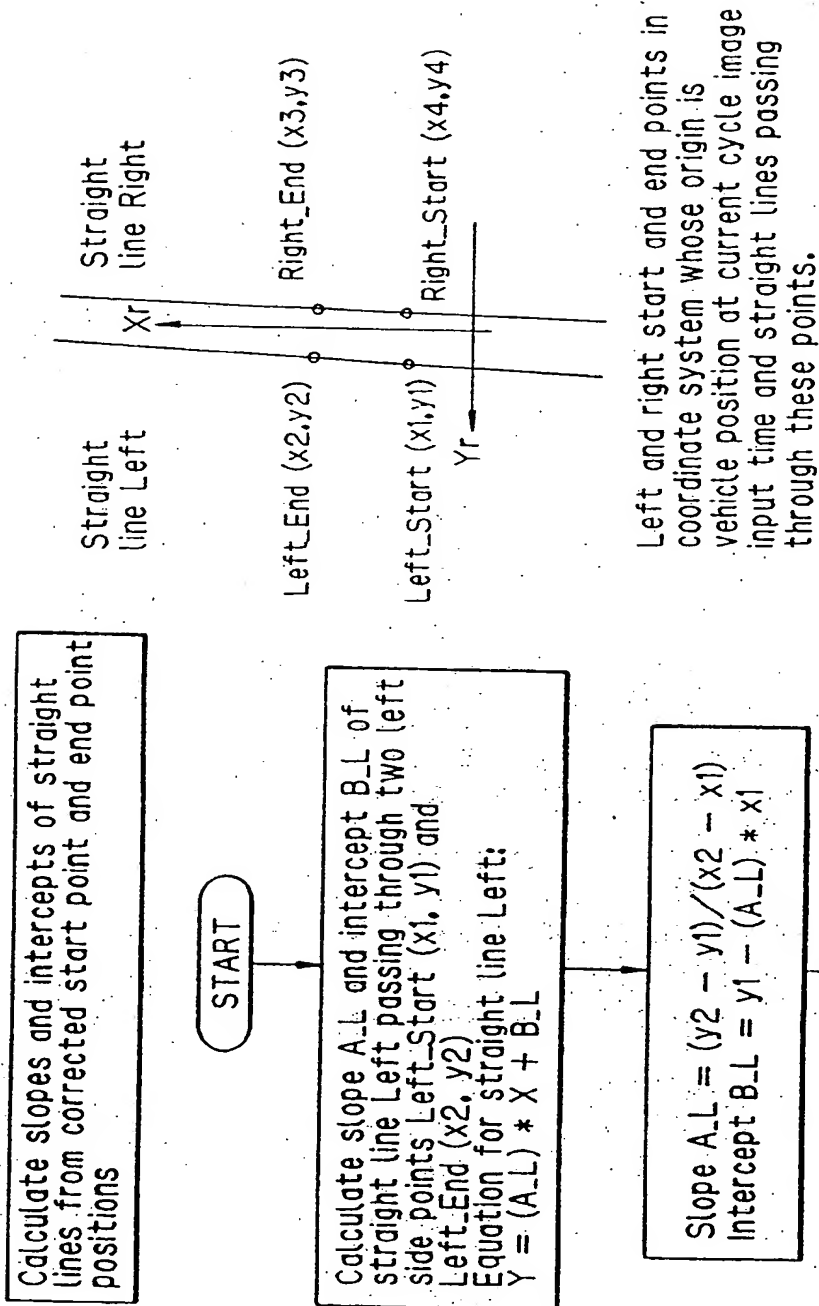 Calculate slopes and intercepts of straight
lines from corrected start point and end point
positions
START
Calculate slope A_L and intercept B_L of
straight line Left passing through two left
side points Left_Start (x1, y1) and
Left_End (x2, y2)
Equation for straight line Left:
Y = (A_L) * X + B_L
Slope A_L = (y2 - y1)/(x2 - x1)
Intercept B_L = y1 - (A_L) * x1
Straight
line Left
Straight
line Right
Xr
Left_End (x2,y2)
Right_End (x3,y3)
Left_Start (x1,y1)
Right_Start (x4,y4)
Yr
Left and right start and end points in
coordinate system whose origin is
vehicle position at current cycle image
input time and straight lines passing
through these points.